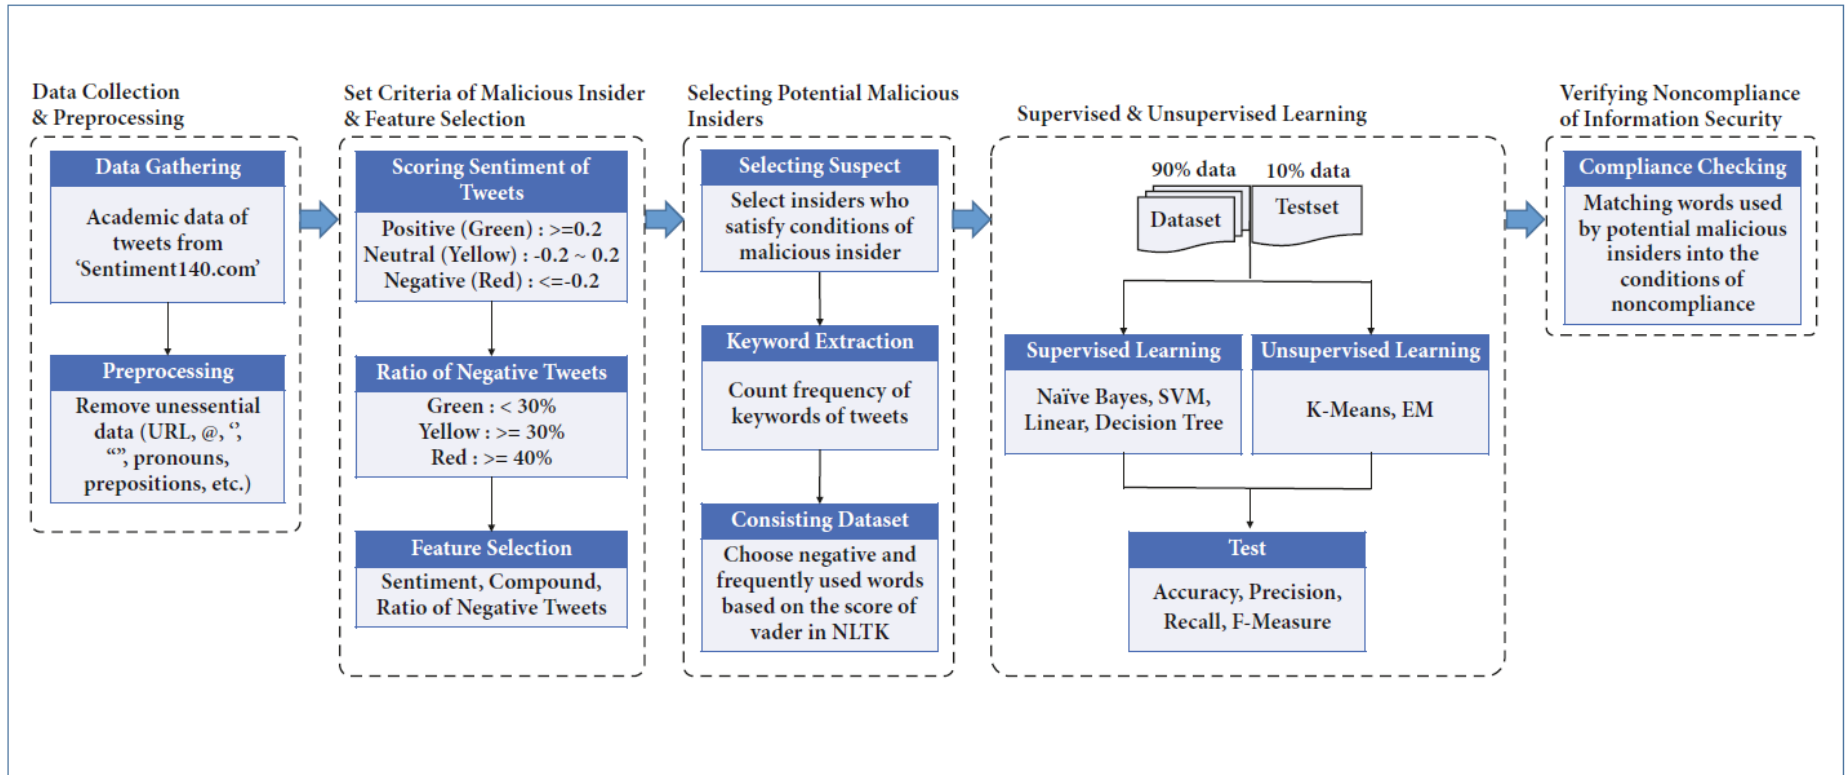 Data Collection
& Preprocessing
Data Gathering
Academic data of
tweets from
‘Sentiment140.com’
Preprocessing
Remove unessential
data (URL, @, ‘’,
“”, pronouns,
prepositions, etc.)
Set Criteria of Malicious Insider
& Feature Selection
Scoring Sentiment of
Tweets
Positive (Green) : >=0.2
Neutral (Yellow) : -0.2 ~ 0.2
Negative (Red) : <=-0.2
Ratio of Negative Tweets
Green : < 30%
Yellow : >= 30%
Red : >= 40%
Feature Selection
Sentiment, Compound,
Ratio of Negative Tweets
Selecting Potential Malicious
Insiders
Selecting Suspect
Select insiders who
satisfy conditions of
malicious insider
Keyword Extraction
Count frequency of
keywords of tweets
Consisting Dataset
Choose negative and
frequently used words
based on the score of
vader in NLTK
Supervised & Unsupervised Learning
90% data
10% data
Dataset
Testset
Supervised Learning
Naïve Bayes, SVM,
Linear, Decision Tree
Unsupervised Learning
K-Means, EM
Test
Accuracy, Precision,
Recall, F-Measure
Verifying Noncompliance
of Information Security
Compliance Checking
Matching words used
by potential malicious
insiders into the
conditions of
noncompliance